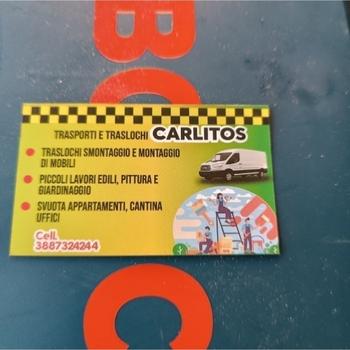 B
TRASPORTI E TRASLOCHI CARLITOS
TRASLOCHI SMONTAGGIO E MONTAGGIO
DI MOBILI
PICCOLI LAVORI EDILI, PITTURA E
GIARDINAGGIO
SVUOTA APPARTAMENTI, CANTINA
UFFICI
Cell.
3887324244
C